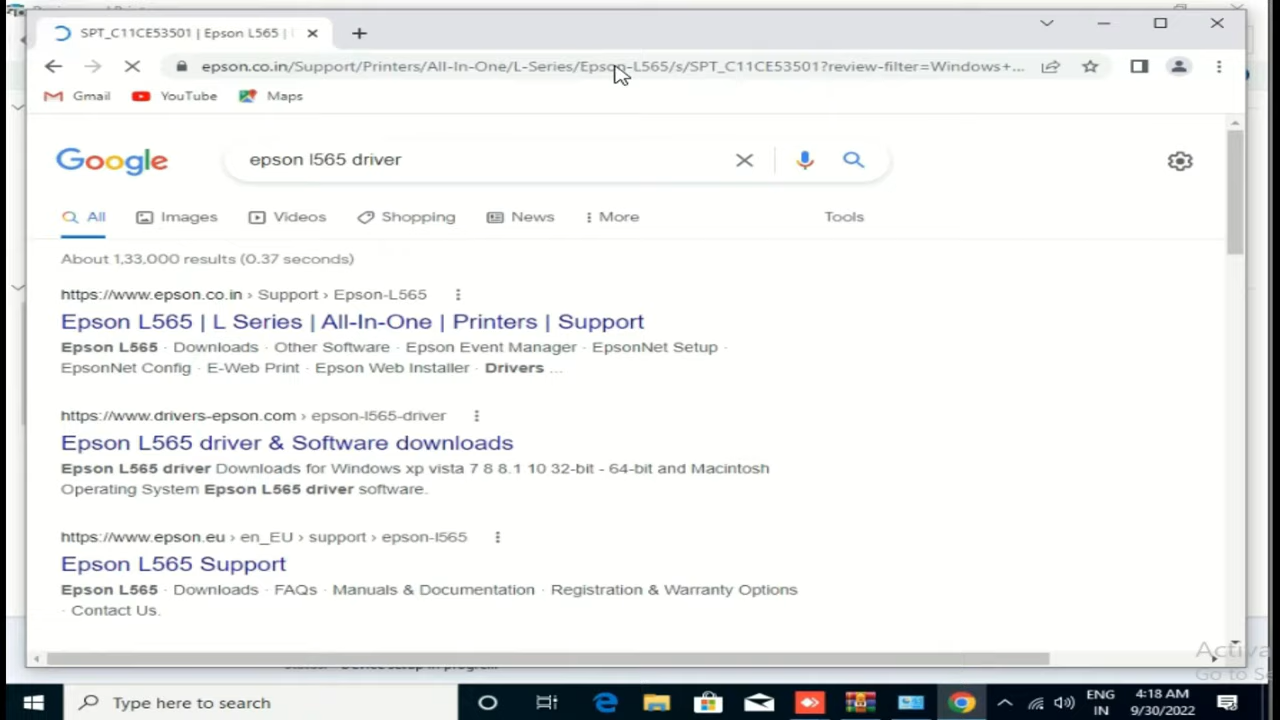 SPT_C11CE53501 | Epson L565 |
epson.co.in/Support/Printers/All-In-One/L-Series/Epson-L565/s/SPT_C11CE53501?review-filter=Windows+...
Gmail YouTube Maps
Google epson l565 driver
All Images Videos Shopping News More Tools
About 1,33,000 results (0.37 seconds)
https://www.epson.co.in › Support › Epson-L565
Epson L565 | L Series | All-In-One | Printers | Support
Epson L565 · Downloads · Other Software · Epson Event Manager · EpsonNet Setup ·
EpsonNet Config · E-Web Print · Epson Web Installer · Drivers ...
https://www.drivers-epson.com › epson-l565-driver
Epson L565 driver & Software downloads
Epson L565 driver Downloads for Windows xp vista 7 8 8.1 10 32-bit - 64-bit and Macintosh
Operating System Epson L565 driver software.
https://www.epson.eu › en_EU › support › epson-l565
Epson L565 Support
Epson L565 · Downloads · FAQs · Manuals & Documentation · Registration & Warranty Options
· Contact Us.
Go to Se
Type here to search
ENG
IN
4:18 AM
9/30/2022